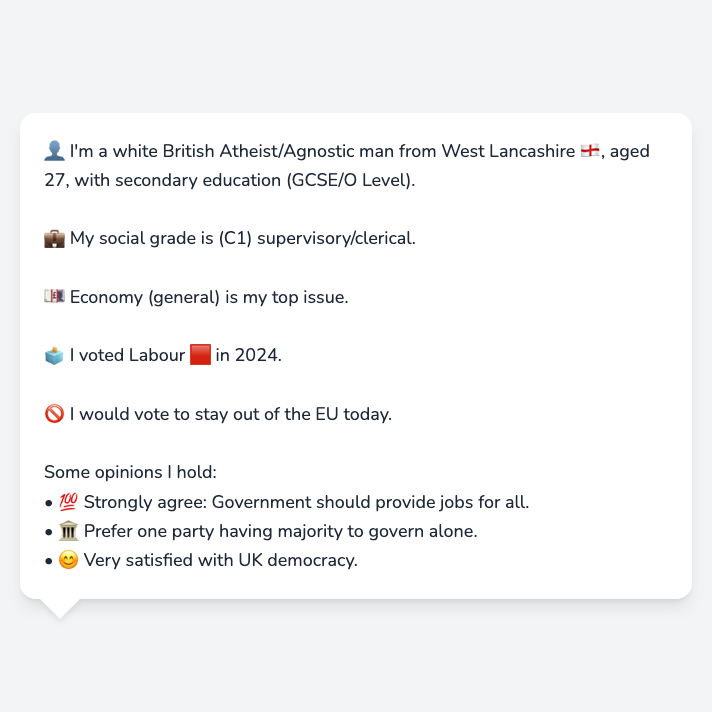 👤 I'm a white British Atheist/Agnostic man from West Lancashire 🏴󠁧󠁢󠁥󠁮󠁧󠁿, aged
27, with secondary education (GCSE/O Level).
💼 My social grade is (C1) supervisory/clerical.
💷 Economy (general) is my top issue.
🗳️ I voted Labour 🟥 in 2024.
🚫 I would vote to stay out of the EU today.
Some opinions I hold:
• 💯 Strongly agree: Government should provide jobs for all.
• 🏛️ Prefer one party having majority to govern alone.
• 😊 Very satisfied with UK democracy.